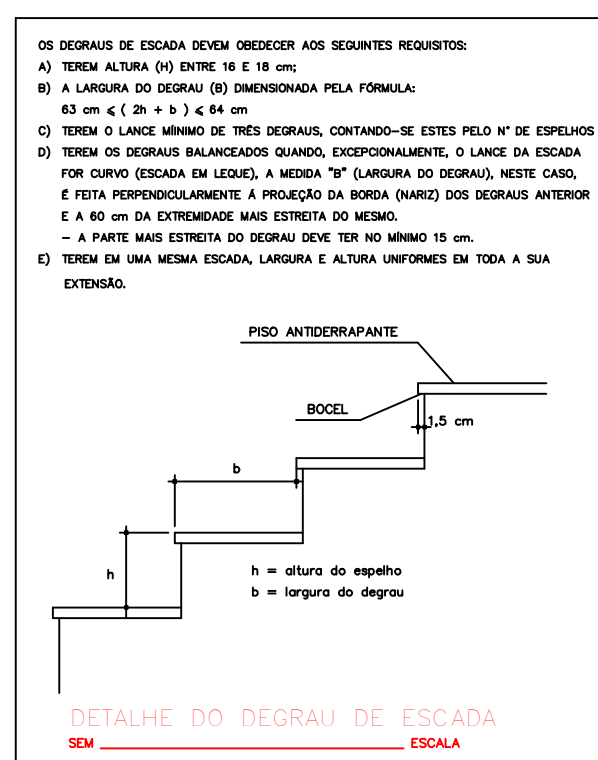 OS DEGRAUS DE ESCADA DEVEM OBEDECER AOS SEGUINTES REQUISITOS:
A) TEREM ALTURA (H) ENTRE 16 E 18 cm;
B) A LARGURA DO DEGRAU (B) DIMENSIONADA PELA FÓRMULA:
63 cm ⩽ ( 2h + b ) ⩽ 64 cm
C) TEREM O LANCE MÍINIMO DE TRÊS DEGRAUS, CONTANDO-SE ESTES PELO N° DE ESPELHOS
D) TEREM OS DEGRAUS BALANCEADOS QUANDO, EXCEPCIONALMENTE, O LANCE DA ESCADA
FOR CURVO (ESCADA EM LEQUE), A MEDIDA "B" (LARGURA DO DEGRAU), NESTE CASO,
É FEITA PERPENDICULARMENTE Á PROJEÇÃO DA BORDA (NARIZ) DOS DEGRAUS ANTERIOR
E A 60 cm DA EXTREMIDADE MAIS ESTREITA DO MESMO.
- A PARTE MAIS ESTREITA DO DEGRAU DEVE TER NO MÍNIMO 15 cm.
E) TEREM EM UMA MESMA ESCADA, LARGURA E ALTURA UNIFORMES EM TODA A SUA
EXTENSÃO.
PISO ANTIDERRAPANTE
BOCEL
1,5 cm
b
h
h = altura do espelho
b = largura do degrau
DETALHE DO DEGRAU DE ESCADA
SEM ESCALA